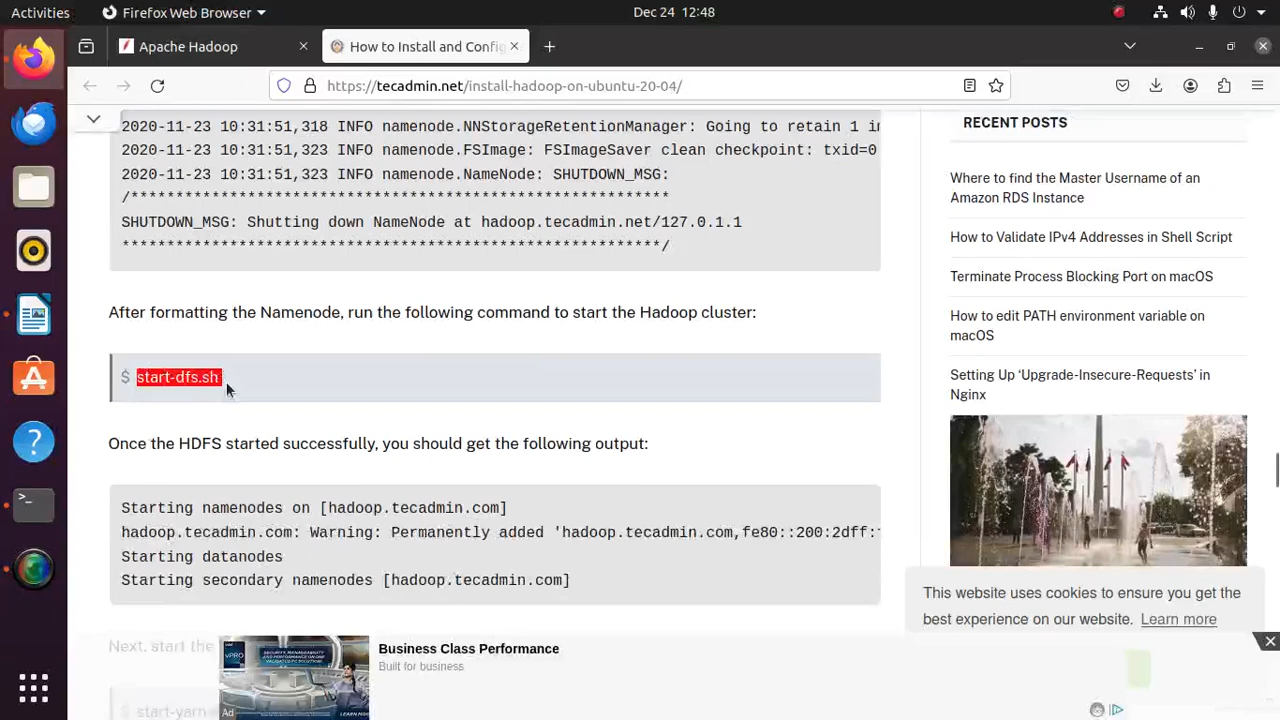 Activities
Firefox Web Browser
Dec 24 12:48
Apache Hadoop
How to Install and Config
https://tecadmin.net/install-hadoop-on-ubuntu-20-04/
2020-11-23 10:31:51,318 INFO namenode.NNStorageRetentionManager: Going to retain 1 i
2020-11-23 10:31:51,323 INFO namenode.FSImage: FSImageSaver clean checkpoint: txid=0
2020-11-23 10:31:51,323 INFO namenode.NameNode: SHUTDOWN_MSG:
/************************************************************
SHUTDOWN_MSG: Shutting down NameNode at hadoop.tecadmin.net/127.0.1.1
************************************************************/
After formatting the Namenode, run the following command to start the Hadoop cluster:
$ start-dfs.sh
Once the HDFS started successfully, you should get the following output:
Starting namenodes on [hadoop.tecadmin.com]
hadoop.tecadmin.com: Warning: Permanently added 'hadoop.tecadmin.com,fe80::200:2dff:
Starting datanodes
Starting secondary namenodes [hadoop.tecadmin.com]
Next, start the
$ start-yarn
RECENT POSTS
Where to find the Master Username of an
Amazon RDS Instance
How to Validate IPv4 Addresses in Shell Script
Terminate Process Blocking Port on macOS
How to edit PATH environment variable on
macOS
Setting Up ‘Upgrade-Insecure-Requests’ in
Nginx
This website uses cookies to ensure you get the
best experience on our website. Learn more
Business Class Performance
Built for business
Ad
vPRO